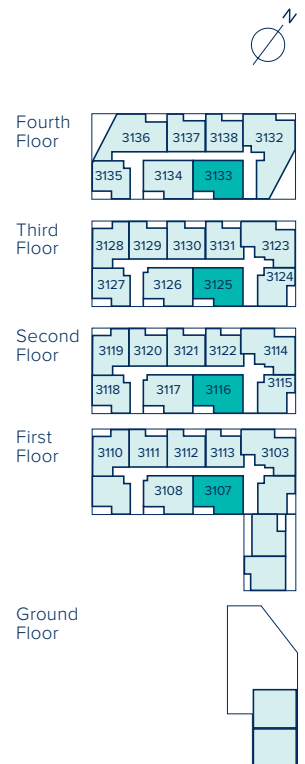 N
Fourth
Floor
3136 3137 3138 3132
3135 3134 3133
Third
Floor
3128 3129 3130 3131 3123
3127 3126 3125 3124
Second
Floor
3119 3120 3121 3122 3114
3118 3117 3116 3115
First
Floor
3110 3111 3112 3113 3103
3108 3107
Ground
Floor